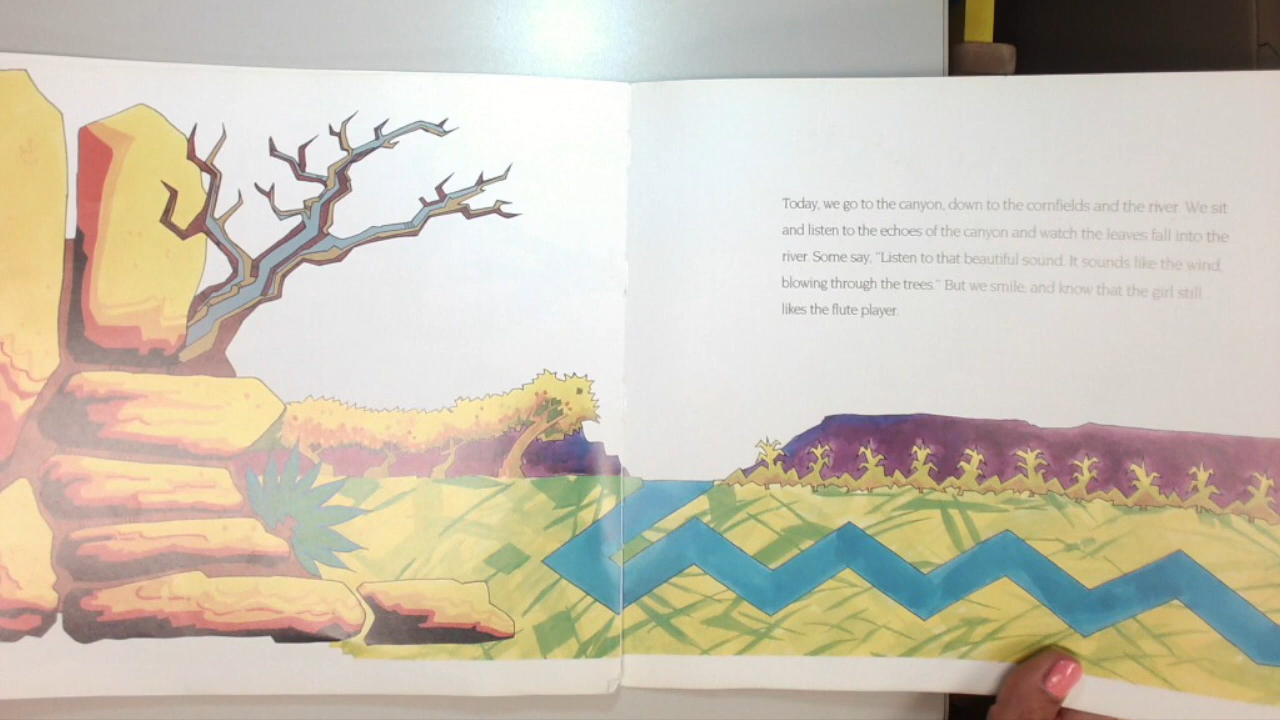 Today, we go to the canyon, down to the cornfields and the river. We sit
and listen to the echoes of the canyon and watch the leaves fall into the
river. Some say, "Listen to that beautiful sound. It sounds like the wind,
blowing through the trees." But we smile, and know that the girl still
likes the flute player.